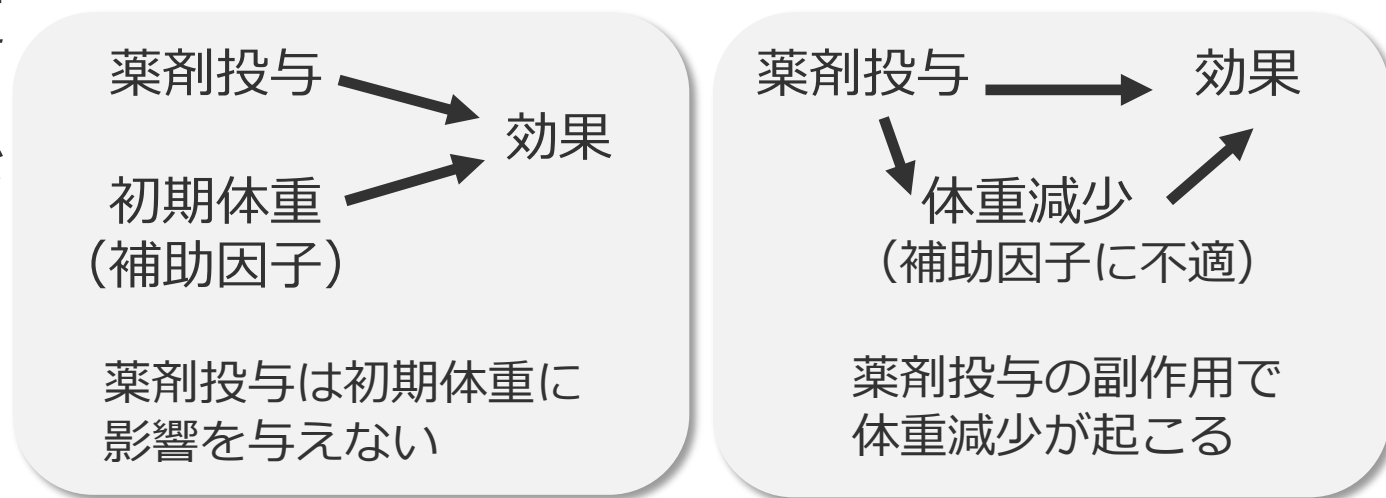 薬剤投与
効果
初期体重
（補助因子）
薬剤投与は初期体重に
影響を与えない
薬剤投与
効果
体重減少
（補助因子に不適）
薬剤投与の副作用で
体重減少が起こる